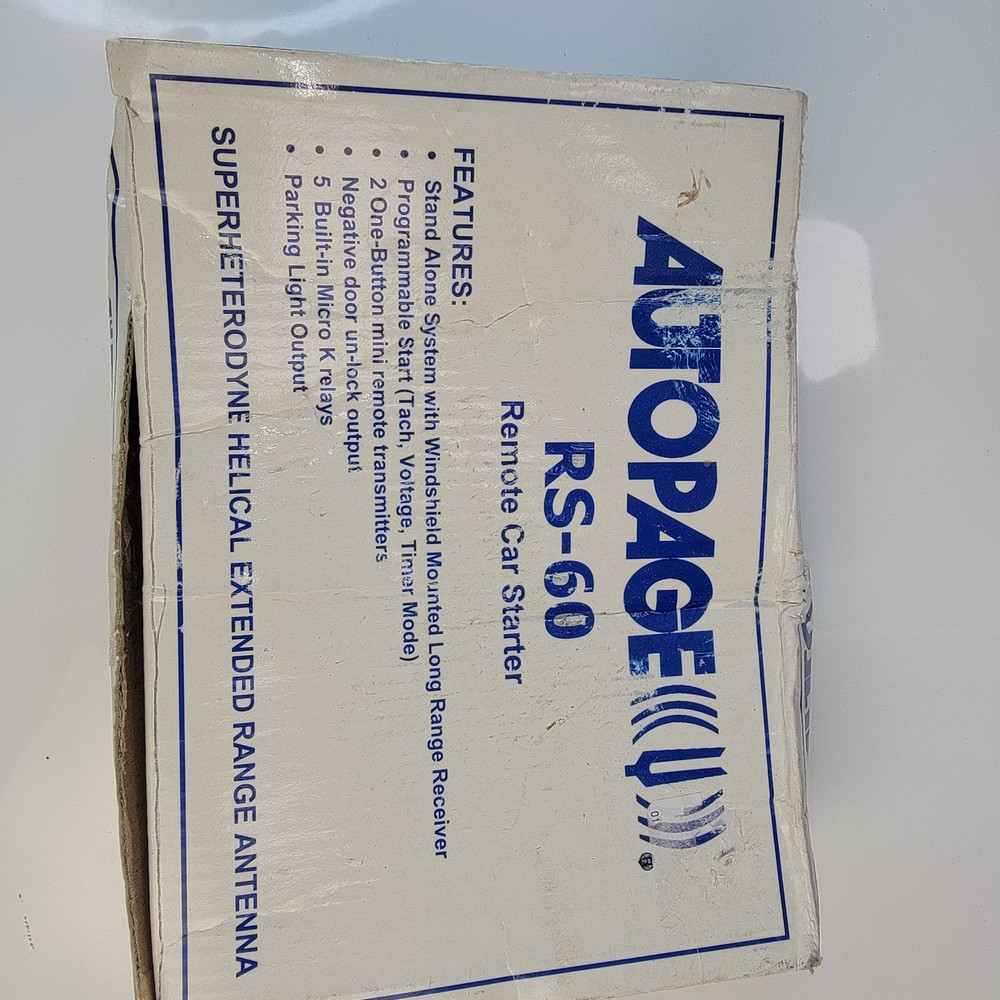 AUTOPAGE
RS-60
Remote Car Starter
FEATURES:
• Stand Alone System with Windshield Mounted Long Range Receiver
• Programmable Start (Tach, Voltage, Timer Mode)
• 2 One-Button mini remote transmitters
• Negative door un-lock output
• 5 Built-in Micro K relays
• Parking Light Output
SUPERHETERODYNE HELICAL EXTENDED RANGE ANTENNA
01